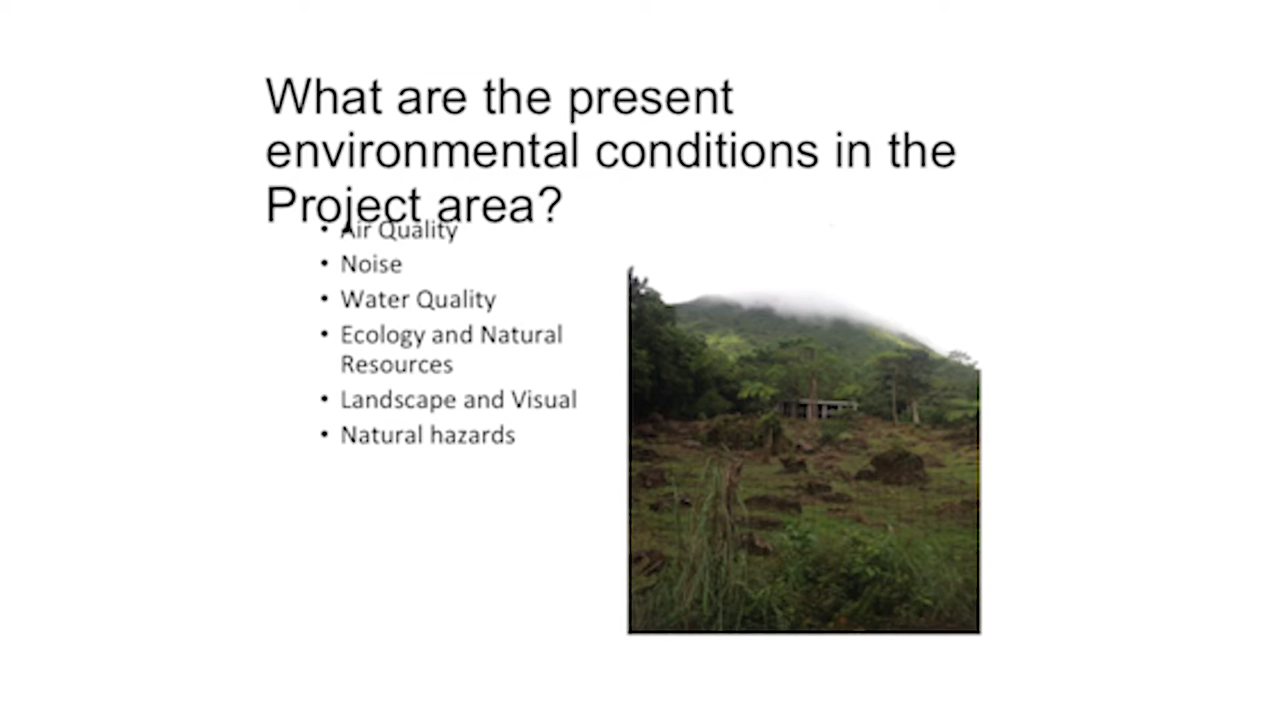 What are the present
environmental conditions in the
Project area?
• Air Quality
• Noise
• Water Quality
• Ecology and Natural
Resources
• Landscape and Visual
• Natural hazards